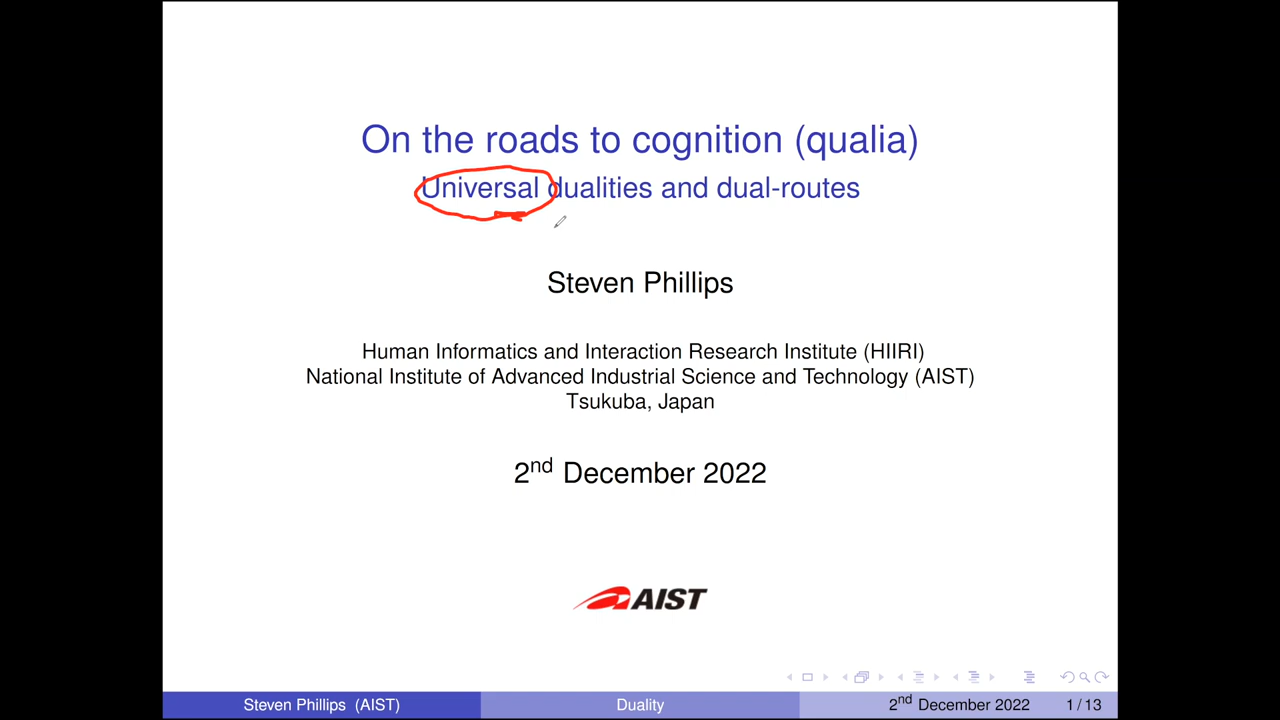 On the roads to cognition (qualia)
Universal dualities and dual-routes
Steven Phillips
Human Informatics and Interaction Research Institute (HIIRI)
National Institute of Advanced Industrial Science and Technology (AIST)
Tsukuba, Japan
2nd December 2022
AIST
Steven Phillips (AIST) Duality 2nd December 2022 1 / 13